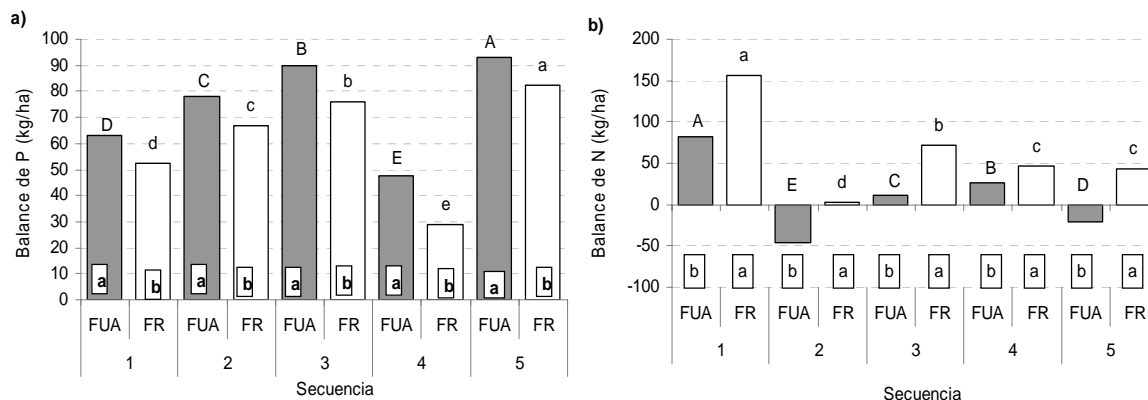 a)
Balance de P (kg/ha)
100
90
80
70
60
50
40
30
20
10
0
D
d
C
c
B
b
E
e
A
a
a
b
a
b
a
b
a
b
a
b
FUA FR FUA FR FUA FR FUA FR FUA FR
1 2 3 4 5
Secuencia
b)
Balance de N (kg/ha)
200
150
100
50
0
-50
-100
A
a
E
d
C
b
B
c
D
c
b a b a b a b a b a
FUA FR FUA FR FUA FR FUA FR FUA FR
1 2 3 4 5
Secuencia